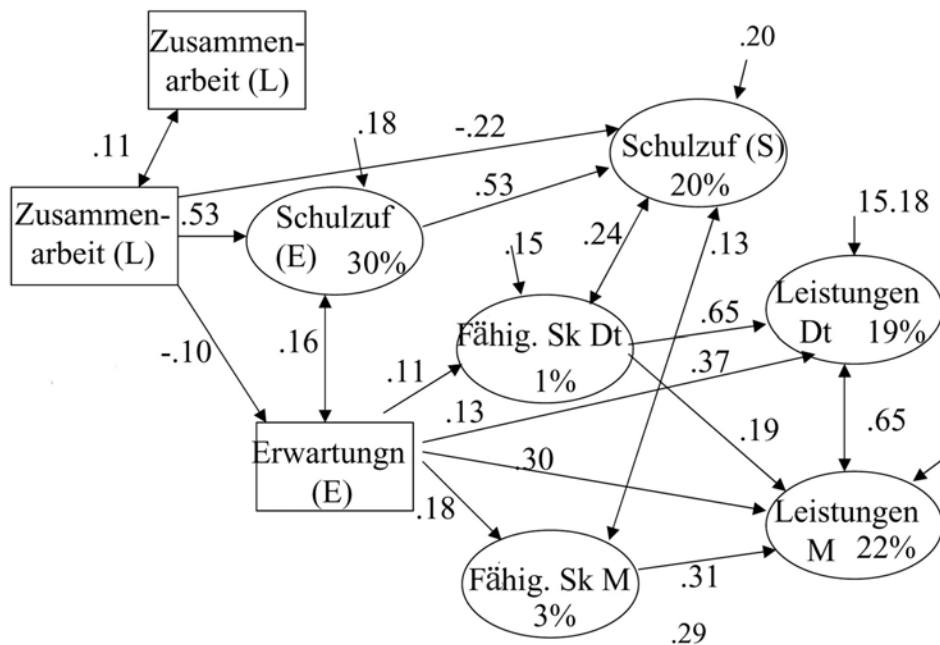 Zusammen-
arbeit (L)
.20
.11
.18
-.22
Schulzuf (S)
20%
Zusammen-
arbeit (L)
.53
Schulzuf
(E) 30%
.53
.24
.13
15.18
.15
Leistungen
Dt 19%
-.10
.16
Fähig. Sk Dt
1%
.65
.37
.11
.13
.19
.65
Erwartungn
(E)
.30
.18
Leistungen
M 22%
Fähig. Sk M
3%
.31
.29